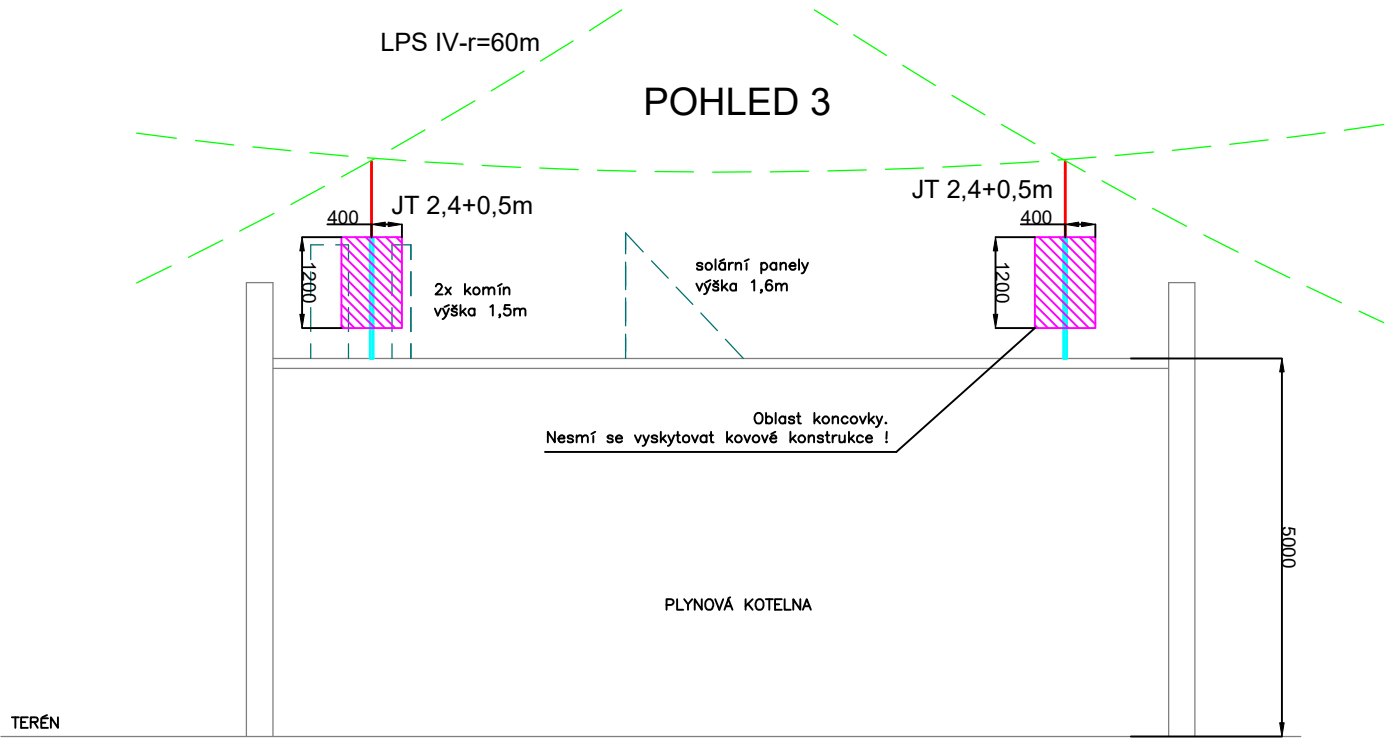 LPS IV-r=60m
POHLED 3
JT 2,4+0,5m
400
1200
2x komín
výška 1,5m
solární panely
výška 1,6m
JT 2,4+0,5m
400
1200
Oblast koncovky.
Nesmí se vyskytovat kovové konstrukce !
5000
PLYNOVÁ KOTELNA
TERÉN